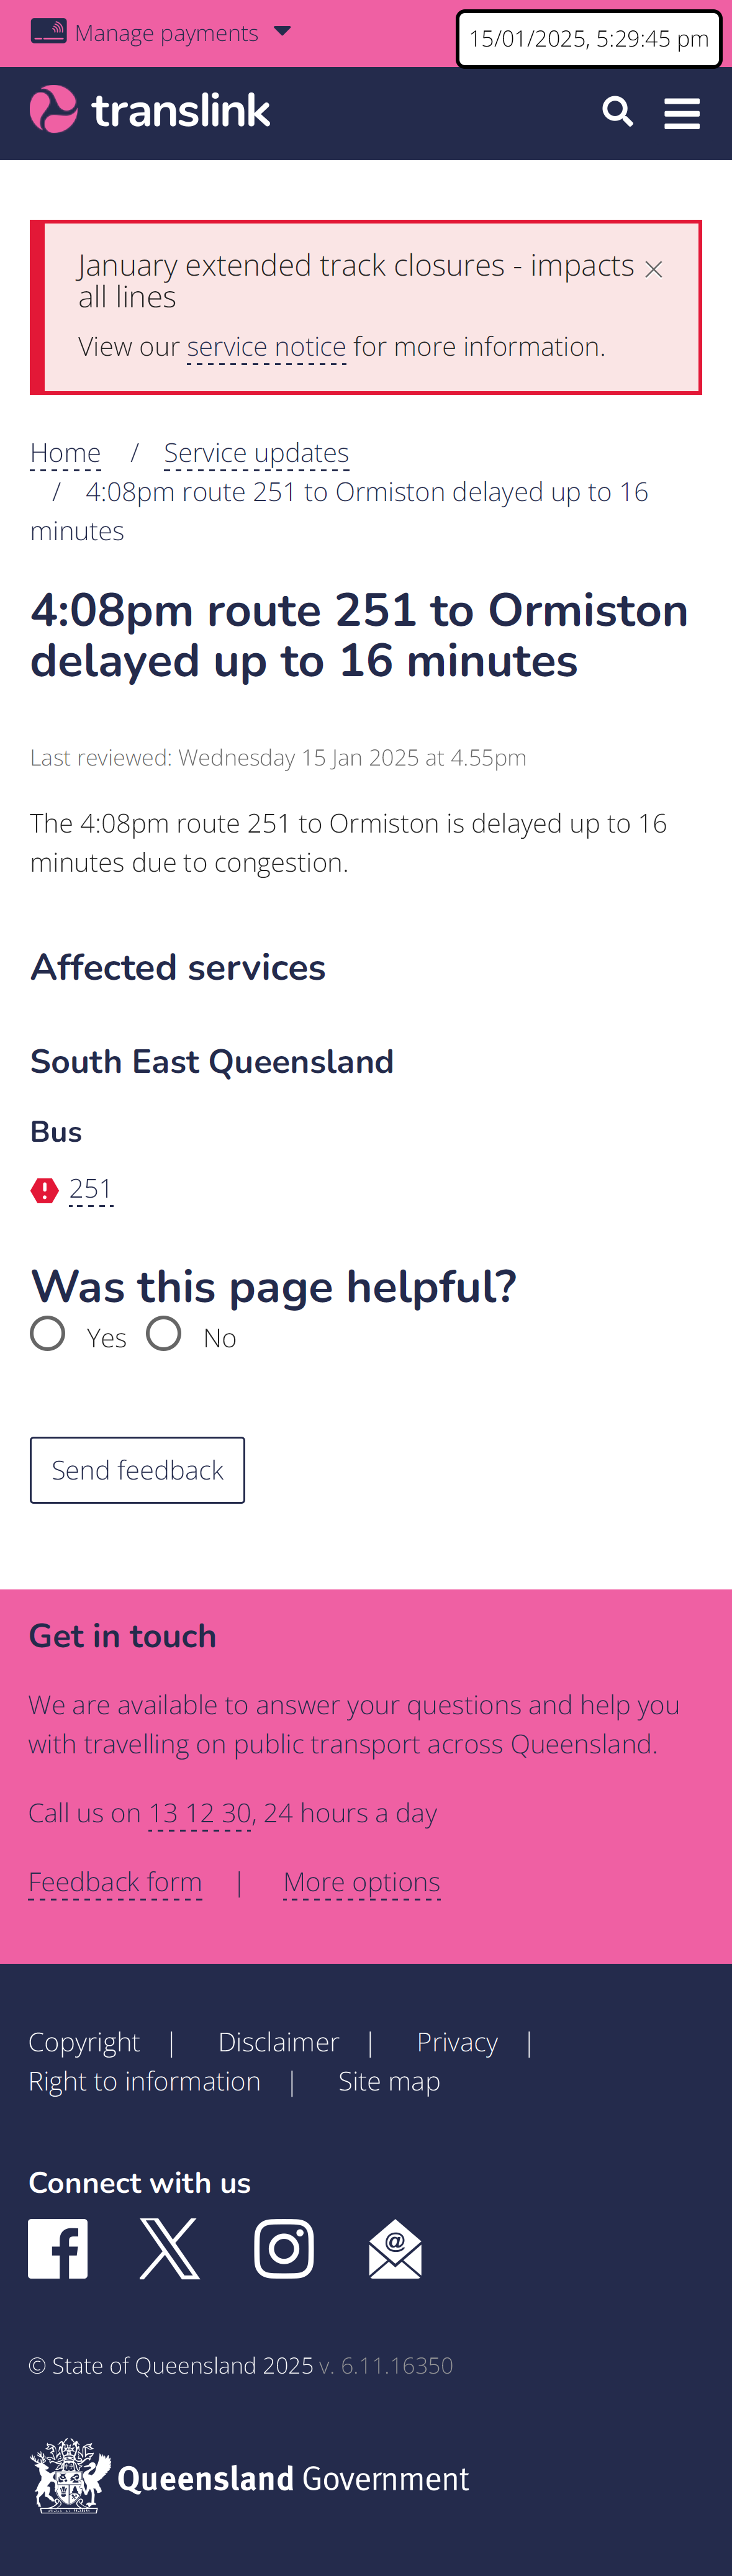 Manage payments
15/01/2025, 5:29:45 pm
translink
January extended track closures - impacts
all lines
View our service notice for more information.
Home / Service updates
/ 4:08pm route 251 to Ormiston delayed up to 16
minutes
4:08pm route 251 to Ormiston
delayed up to 16 minutes
Last reviewed: Wednesday 15 Jan 2025 at 4.55pm
The 4:08pm route 251 to Ormiston is delayed up to 16
minutes due to congestion.
Affected services
South East Queensland
Bus
251
Was this page helpful?
Yes No
Send feedback
Get in touch
We are available to answer your questions and help you
with travelling on public transport across Queensland.
Call us on 13 12 30, 24 hours a day
Feedback form | More options
Copyright | Disclaimer | Privacy |
Right to information | Site map
Connect with us
© State of Queensland 2025 v. 6.11.16350
Queensland Government